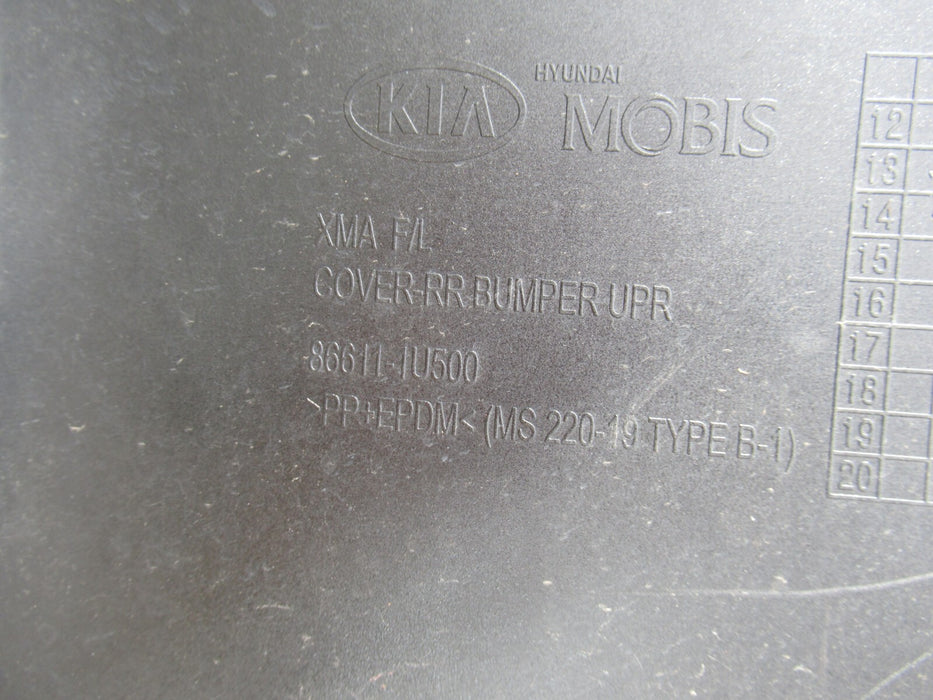 KIA
HYUNDAI
MOBIS
XMA F/L
COVER-RR BUMPER UPR
86611-1U500
>PP+EPDM< (MS 220-19 TYPE B-1)
12
13
14
15
16
17
18
19
20